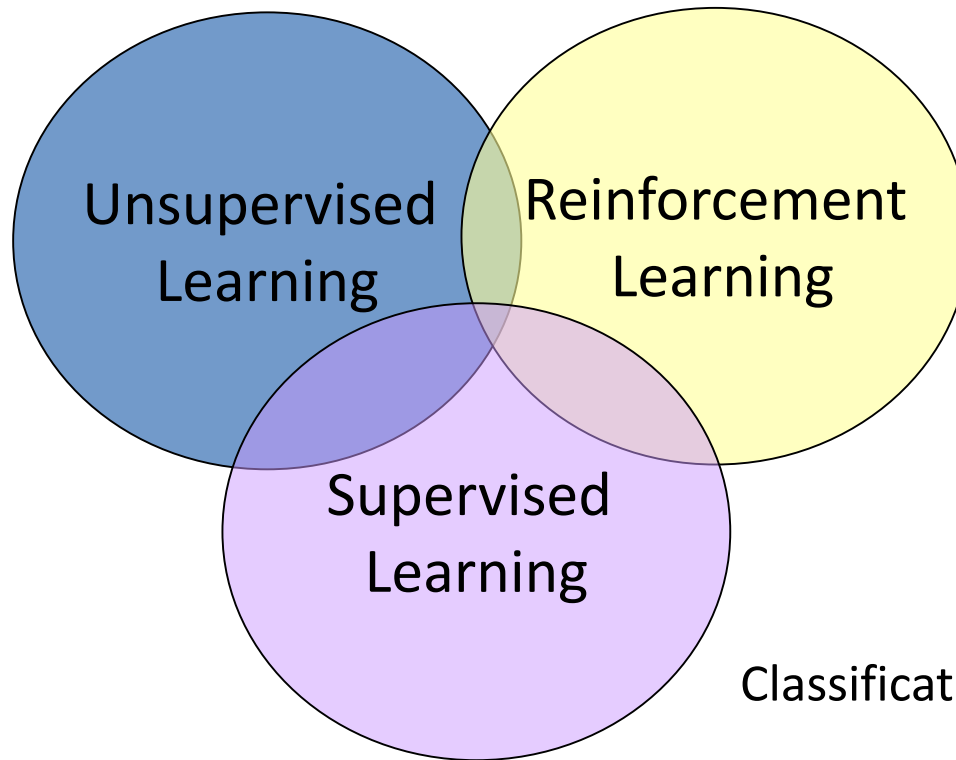 Unsupervised
Learning
Reinforcement
Learning
Supervised
Learning
Classificat